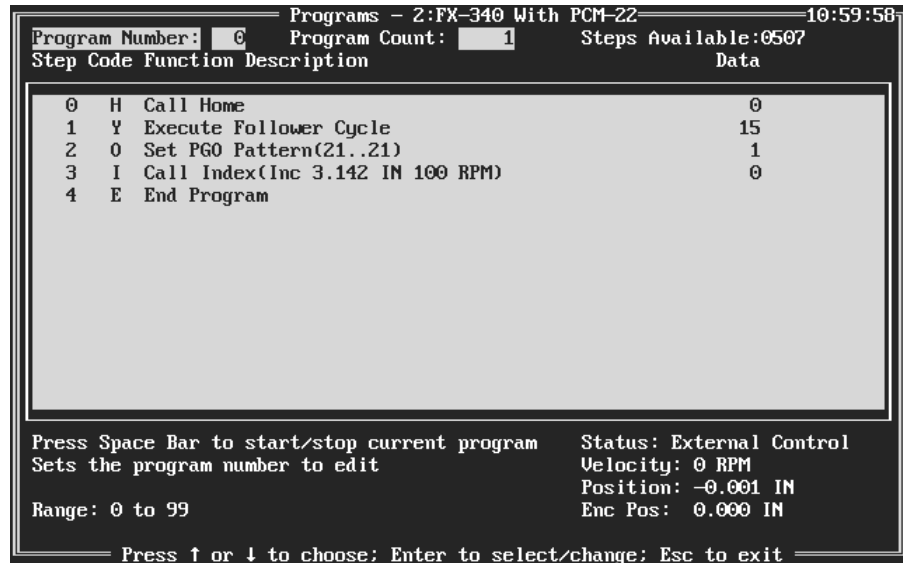 Programs - 2:FX-340 With PCM-22 10:59:58
Program Number: 0 Program Count: 1 Steps Available:0507
Step Code Function Description Data
0 H Call Home 0
1 Y Execute Follower Cycle 15
2 O Set PGO Pattern(21..21) 1
3 I Call Index(Inc 3.142 IN 100 RPM) 0
4 E End Program
Press Space Bar to start/stop current program Status: External Control
Sets the program number to edit Velocity: 0 RPM
Position: -0.001 IN
Range: 0 to 99 Enc Pos: 0.000 IN
Press ↑ or ↓ to choose; Enter to select/change; Esc to exit